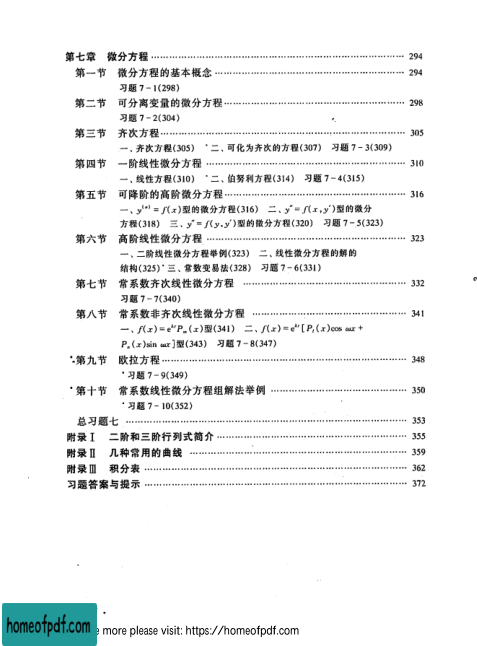 第七章 微分方程 …… 294
第一节 微分方程的基本概念 …… 294
习题 7-1(298)
第二节 可分离变量的微分方程 …… 298
习题 7-2(304)
第三节 齐次方程 …… 305
一、齐次方程(305) *二、可化为齐次的方程(307) 习题 7-3(309)
第四节 一阶线性微分方程 …… 310
一、线性方程(310) *二、伯努利方程(314) 习题 7-4(315)
第五节 可降阶的高阶微分方程 …… 316
一、y⁽ⁿ⁾=f(x)型的微分方程(316) 二、y″=f(x,y′)型的微分
方程(318) 三、y″=f(y,y′)型的微分方程(320) 习题 7-5(323)
第六节 高阶线性微分方程 …… 323
一、二阶线性微分方程举例(323) 二、线性微分方程的解的
结构(325) *三、常数变易法(328) 习题 7-6(331)
第七节 常系数齐次线性微分方程 …… 332
习题 7-7(340)
第八节 常系数非齐次线性微分方程 …… 341
一、f(x)=e^{λx}P_m(x)型(341) 二、f(x)=e^{λx}[P_l(x)cos ωx+
P_n(x)sin ωx]型(343) 习题 7-8(347)
*第九节 欧拉方程 …… 348
*习题 7-9(349)
*第十节 常系数线性微分方程组解法举例 …… 350
*习题 7-10(352)
总习题七 …… 353
附录Ⅰ 二阶和三阶行列式简介 …… 355
附录Ⅱ 几种常用的曲线 …… 359
附录Ⅲ 积分表 …… 362
习题答案与提示 …… 372
homeofpdf.com
more please visit: https://homeofpdf.com